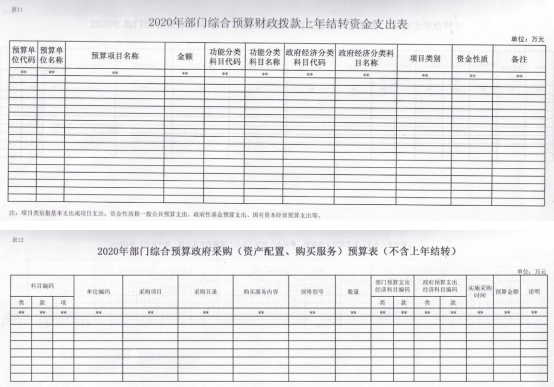 表11
2020年部门综合预算财政拨款上年结转资金支出表
单位：万元
预算单位代码 预算单位名称 预算项目名称 金额 功能分类科目代码 功能分类科目名称 政府经济分类科目代码 政府经济分类科目名称 项目类别 资金性质 备注
** ** ** ** ** ** ** ** ** ** **
注：项目类别指基本支出或项目支出；资金性质指一般公共预算支出、政府性基金预算支出、国有资本经营预算支出等。
表12
2020年部门综合预算政府采购（资产配置、购买服务）预算表（不含上年结转）
单位：万元
科目编码 单位编码 采购项目 采购目录 购买服务内容 规格型号 数量 部门预算支出经济科目编码 政府预算支出经济科目编码 实施采购时间 预算金额 说明
类 款 项 类 款 类 款
** ** ** ** ** ** ** ** ** ** ** ** ** ** ** **